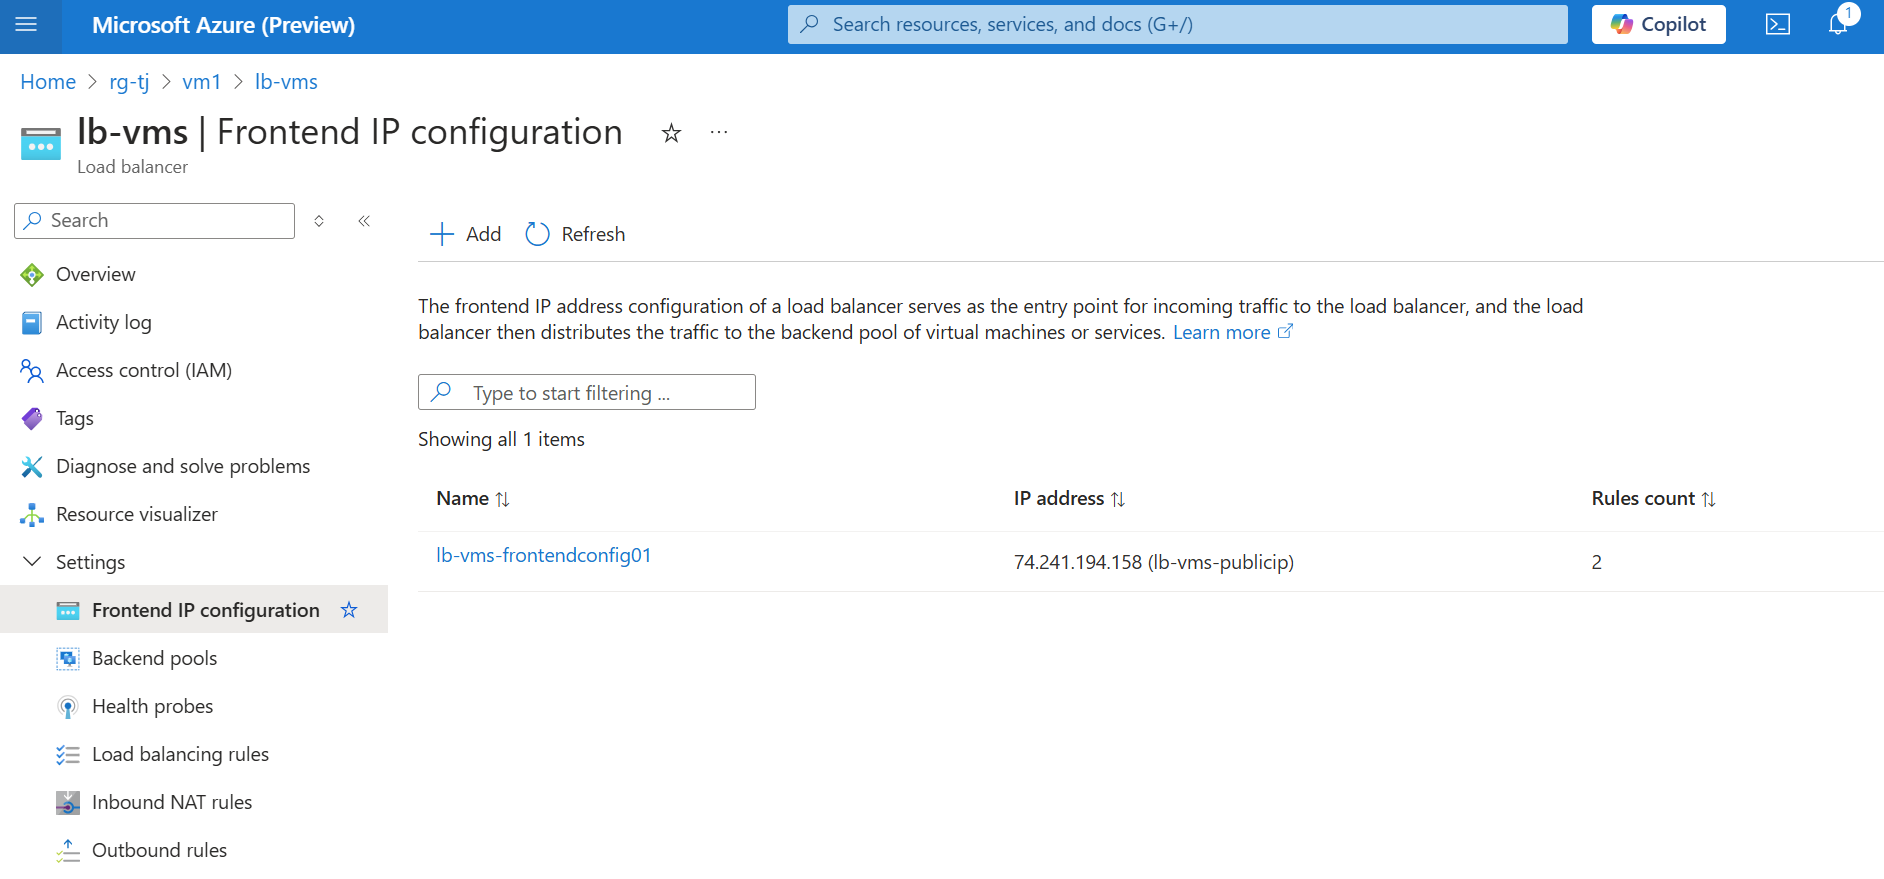 Microsoft Azure (Preview)
Search resources, services, and docs (G+/)
Copilot
1
Home > rg-tj > vm1 > lb-vms
lb-vms | Frontend IP configuration
Load balancer
Search
Add
Refresh
Overview
Activity log
Access control (IAM)
Tags
Diagnose and solve problems
Resource visualizer
Settings
Frontend IP configuration
Backend pools
Health probes
Load balancing rules
Inbound NAT rules
Outbound rules
The frontend IP address configuration of a load balancer serves as the entry point for incoming traffic to the load balancer, and the load
balancer then distributes the traffic to the backend pool of virtual machines or services. Learn more
Type to start filtering ...
Showing all 1 items
Name IP address Rules count
lb-vms-frontendconfig01 74.241.194.158 (lb-vms-publicip) 2